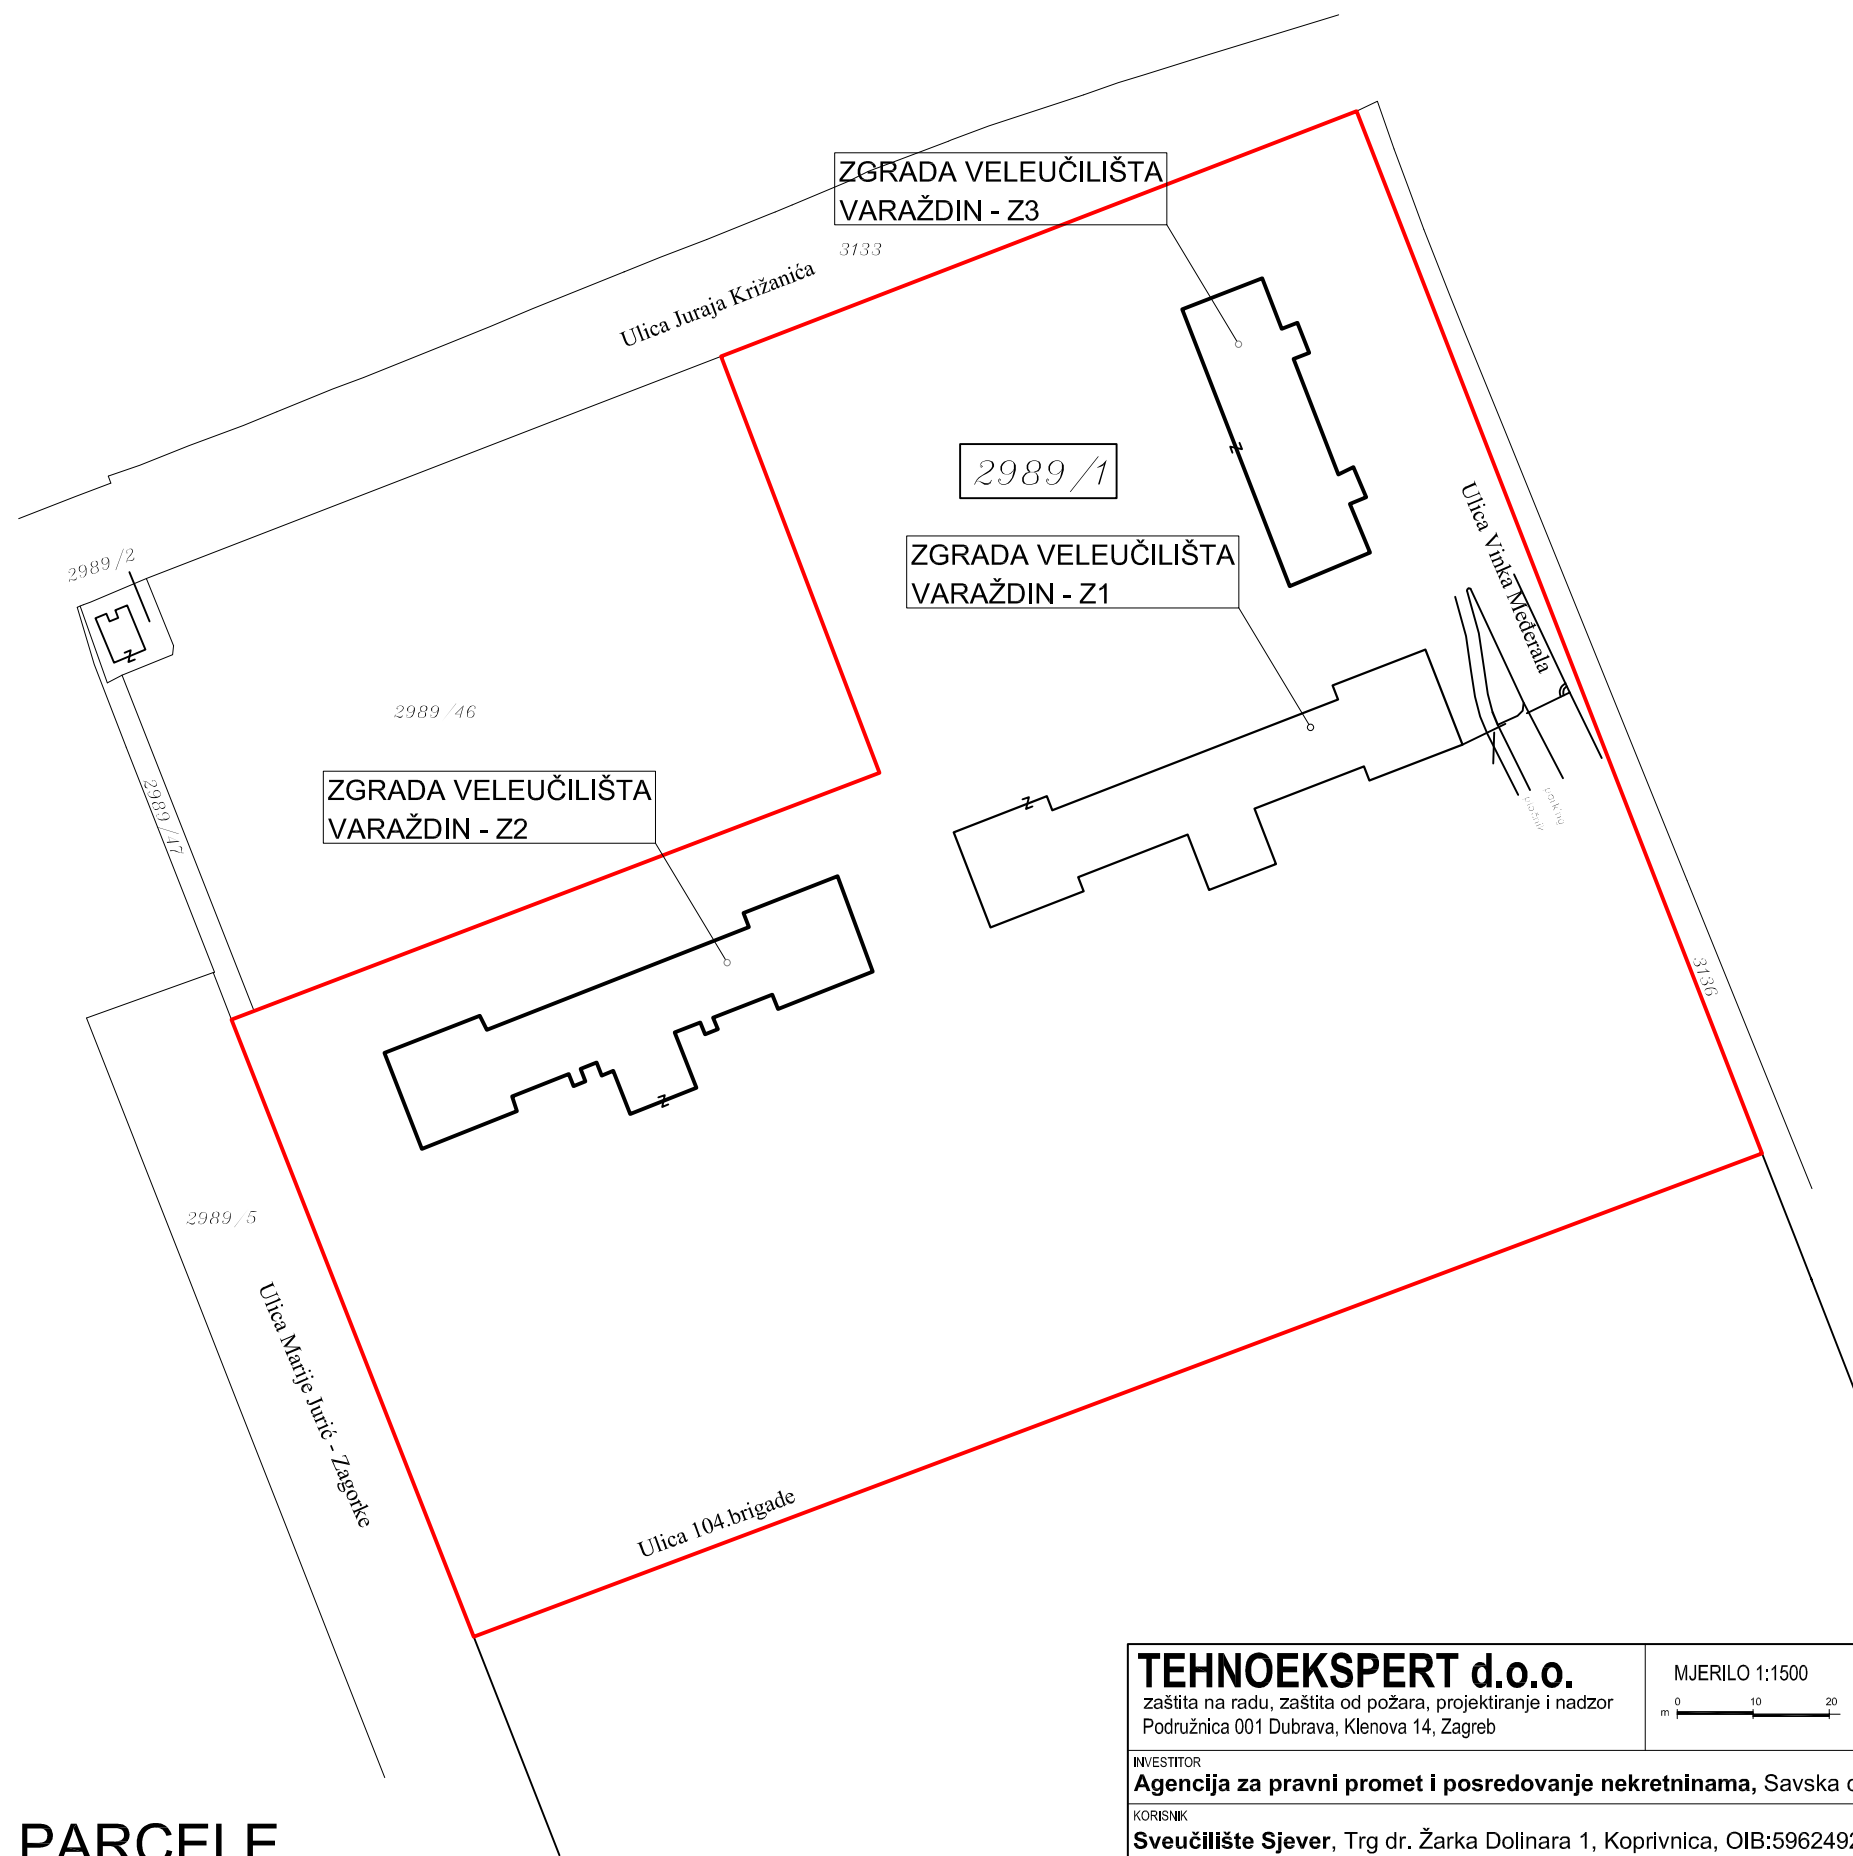 ZGRADA VELEUČILIŠTA
VARAŽDIN - Z3
3133
Ulica Juraja Križanića
2989/1
Z
Ulica Vinka Međerala
2989/2
Z
ZGRADA VELEUČILIŠTA
VARAŽDIN - Z1
2989/46
2989/47
ZGRADA VELEUČILIŠTA
VARAŽDIN - Z2
Z
parking
3136
Z
2989/5
Ulica Marije Jurić - Zagorke
Ulica 104.brigade
TEHNOEKSPERT d.o.o.
zaštita na radu, zaštita od požara, projektiranje i nadzor
Podružnica 001 Dubrava, Klenova 14, Zagreb
MJERILO 1:1500
m 0 10 20
INVESTITOR
Agencija za pravni promet i posredovanje nekretninama, Savska
KORISNIK
Sveučilište Sjever, Trg dr. Žarka Dolinara 1, Koprivnica, OIB:596249
PARCELE